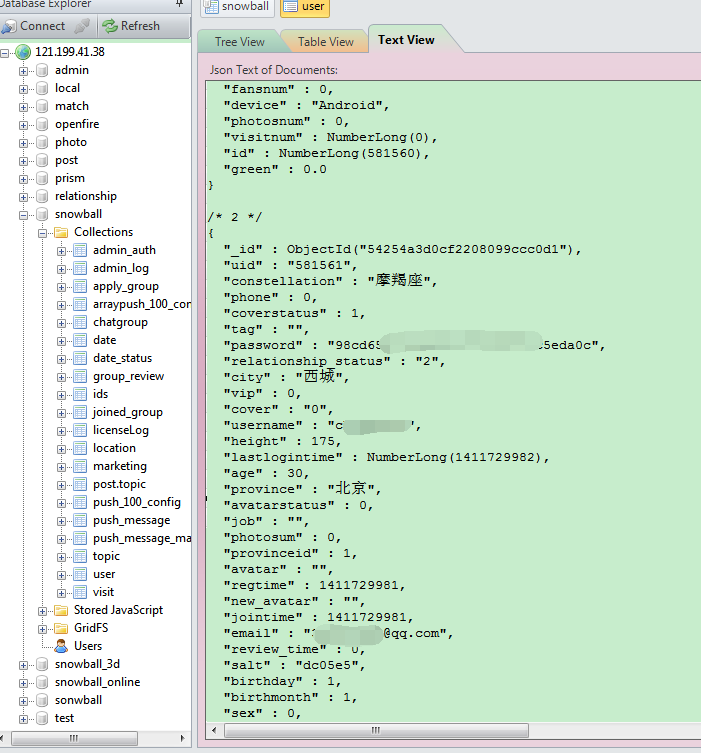 Database Explorer
Connect
Refresh
121.199.41.38
admin
local
match
openfire
photo
post
prism
relationship
snowball
Collections
admin_auth
admin_log
apply_group
arraypush_100_con
chatgroup
date
date_status
group_review
ids
joined_group
licenseLog
location
marketing
post.topic
push_100_config
push_message
push_message_ma
topic
user
visit
Stored JavaScript
GridFS
Users
snowball_3d
snowball_online
sonwball
test
snowball
user
Tree View
Table View
Text View
Json Text of Documents:
"fansnum" : 0,
"device" : "Android",
"photosnum" : 0,
"visitnum" : NumberLong(0),
"id" : NumberLong(581560),
"green" : 0.0
}
/* 2 */
{
"_id" : ObjectId("54254a3d0cf2208099ccc0d1"),
"uid" : "581561",
"constellation" : "摩羯座",
"phone" : 0,
"coverstatus" : 1,
"tag" : "",
"password" : "98cd65 5eda0c",
"relationship_status" : "2",
"city" : "西城",
"vip" : 0,
"cover" : "0",
"username" : "c ",
"height" : 175,
"lastlogintime" : NumberLong(1411729982),
"age" : 30,
"province" : "北京",
"avatarstatus" : 0,
"job" : "",
"photosum" : 0,
"provinceid" : 1,
"avatar" : "",
"regtime" : 1411729981,
"new_avatar" : "",
"jointime" : 1411729981,
"email" : " @qq.com",
"review_time" : 0,
"salt" : "dc05e5",
"birthday" : 1,
"birthmonth" : 1,
"sex" : 0,